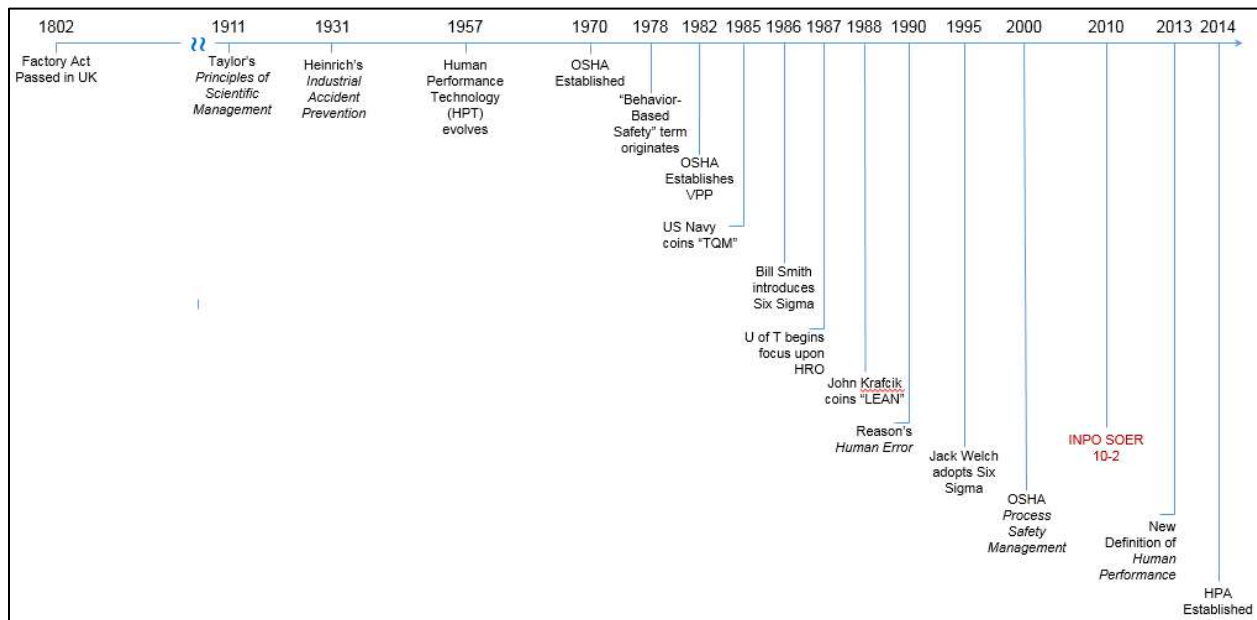 1802
1911
1931
1957
1970
1978
1982
1985
1986
1987
1988
1990
1995
2000
2010
2013
2014
Factory Act
Passed in UK
Taylor's
Principles of
Scientific
Management
Heinrich's
Industrial
Accident
Prevention
Human
Performance
Technology
(HPT)
evolves
OSHA
Established
“Behavior-
Based
Safety” term
originates
OSHA
Establishes
VPP
US Navy
coins “TQM”
Bill Smith
introduces
Six Sigma
U of T begins
focus upon
HRO
John Krafcik
coins “LEAN”
Reason's
Human Error
Jack Welch
adopts Six
Sigma
OSHA
Process
Safety
Management
INPO SOER
10-2
New
Definition of
Human
Performance
HPA
Established